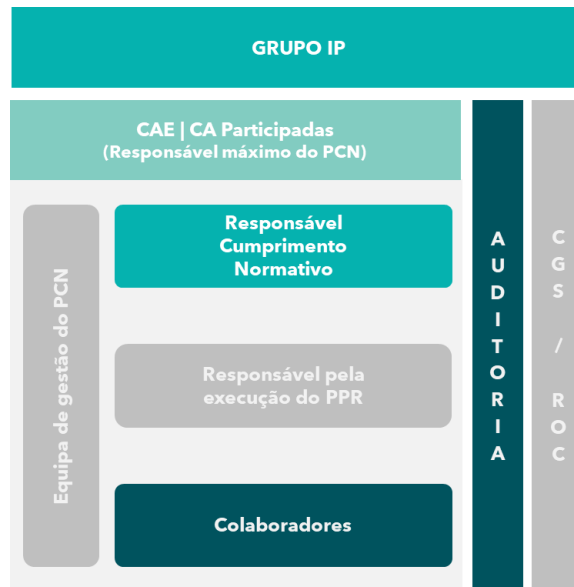 GRUPO IP
CAE | CA Participadas
(Responsável máximo do PCN)
Equipa de gestão do PCN
Responsável
Cumprimento
Normativo
Responsável pela
execução do PPR
Colaboradores
AUDITORIA
CGS / ROC